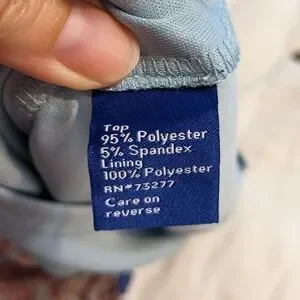 Top
95% Polyester
5% Spandex
Lining
100% Polyester
RN#73277
Care on
reverse